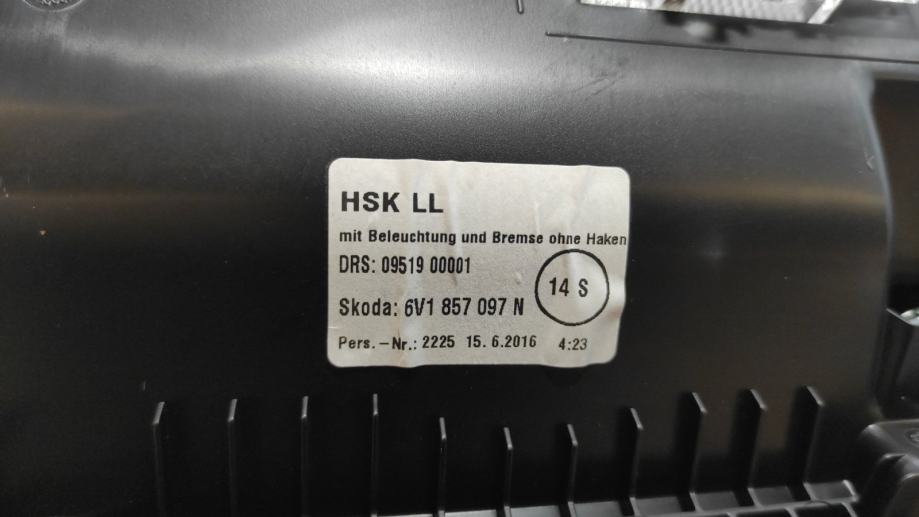 HSK LL
mit Beleuchtung und Bremse ohne Haken
DRS: 09519 00001
14 S
Skoda: 6V1 857 097 N
Pers.-Nr.: 2225 15.6.2016 4:23